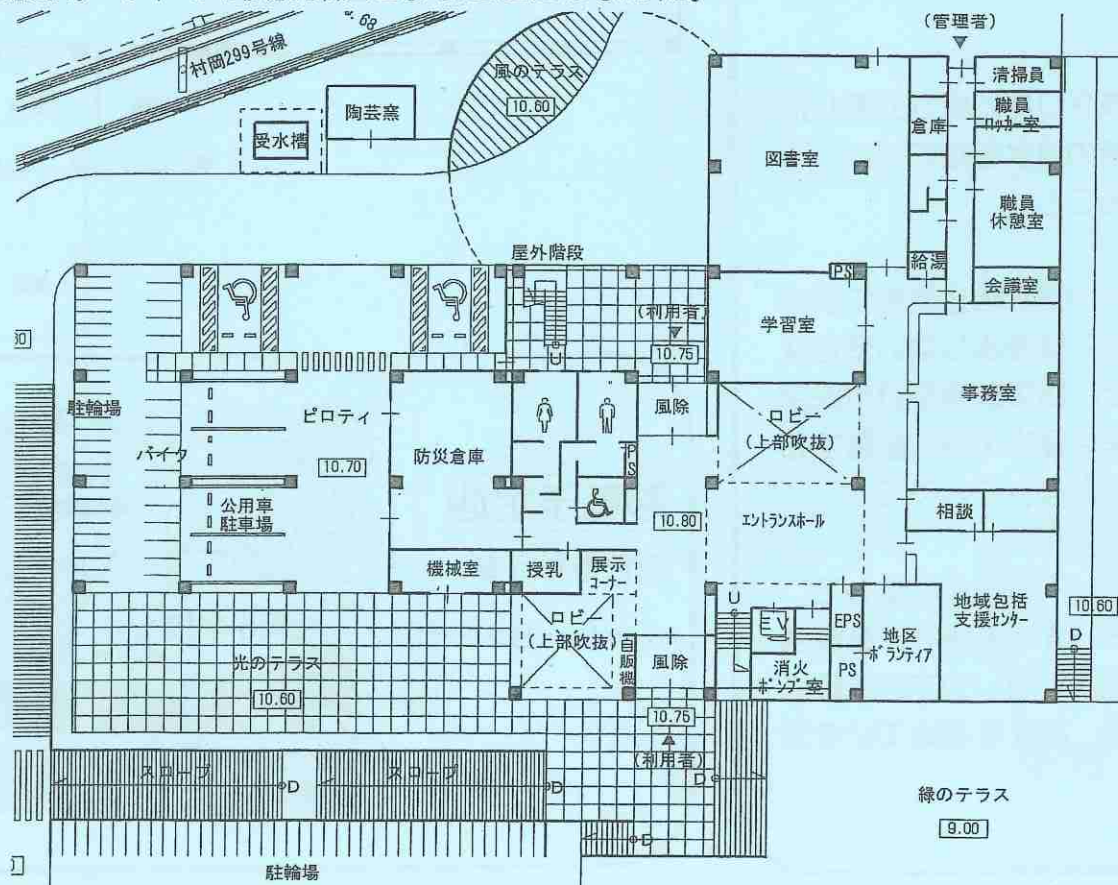 (管理者)
68
村岡299号線
風のテラス
10.60
清掃員
陶芸窯
職員
ロッカー室
倉庫
受水槽
図書室
職員
休憩室
屋外階段
PS
給湯
会議室
(利用者)
学習室
10.75
U
事務室
駐輪場
ピロティ
風除
ロビー
(上部吹抜)
バイク
防災倉庫
10.70
PS
公用車
駐車場
10.80
エントランスホール
相談
機械室
授乳
展示
コーナー
U
EPS
地域包括
支援センター
10.60
ロビー
(上部吹抜)
EV
地区
ボランティア
D
光のテラス
自販機
風除
消火
ポンプ室
PS
10.60
10.75
(利用者)
スロープ
D
スロープ
D
D
緑のテラス
9.00
D
駐輪場